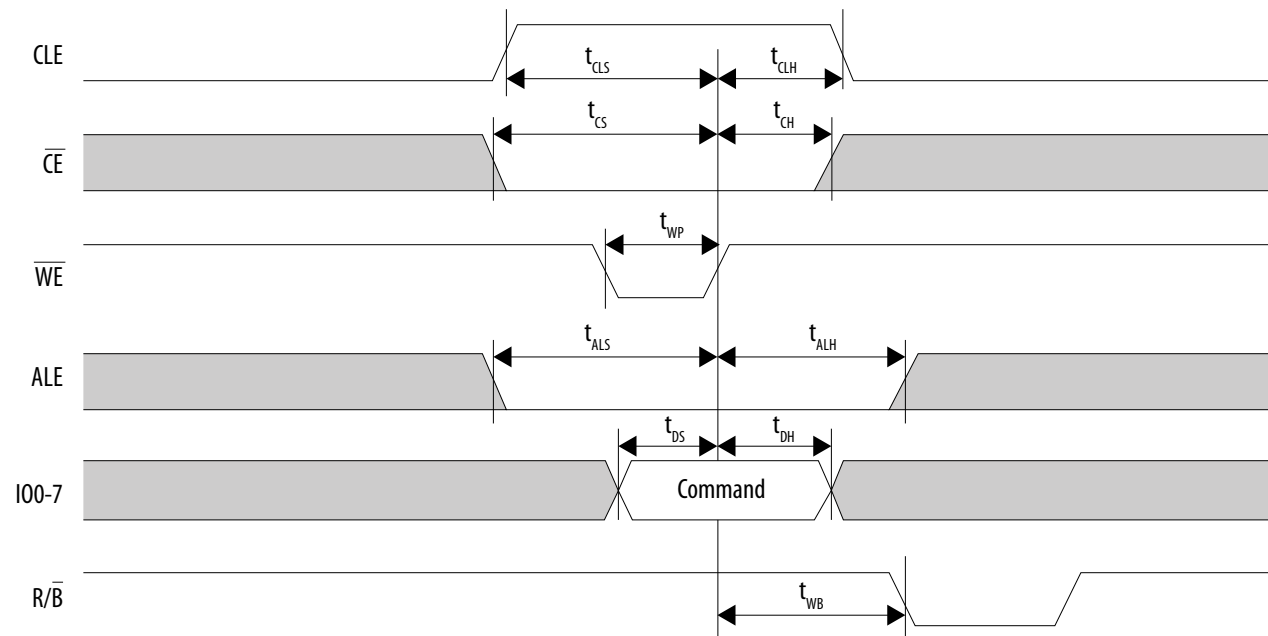 CLE
tCLS
tCLH
tCS
tCH
CE
tWP
WE
tALS
tALH
ALE
tDS
tDH
IO0-7
Command
R/B
tWB